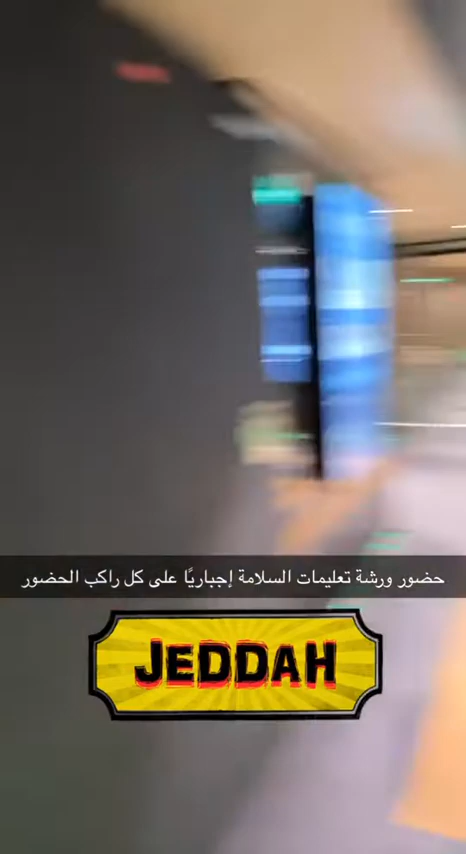 حضور ورشة تعليمات السلامة إجباريًا على كل راكب الحضور
JEDDAH